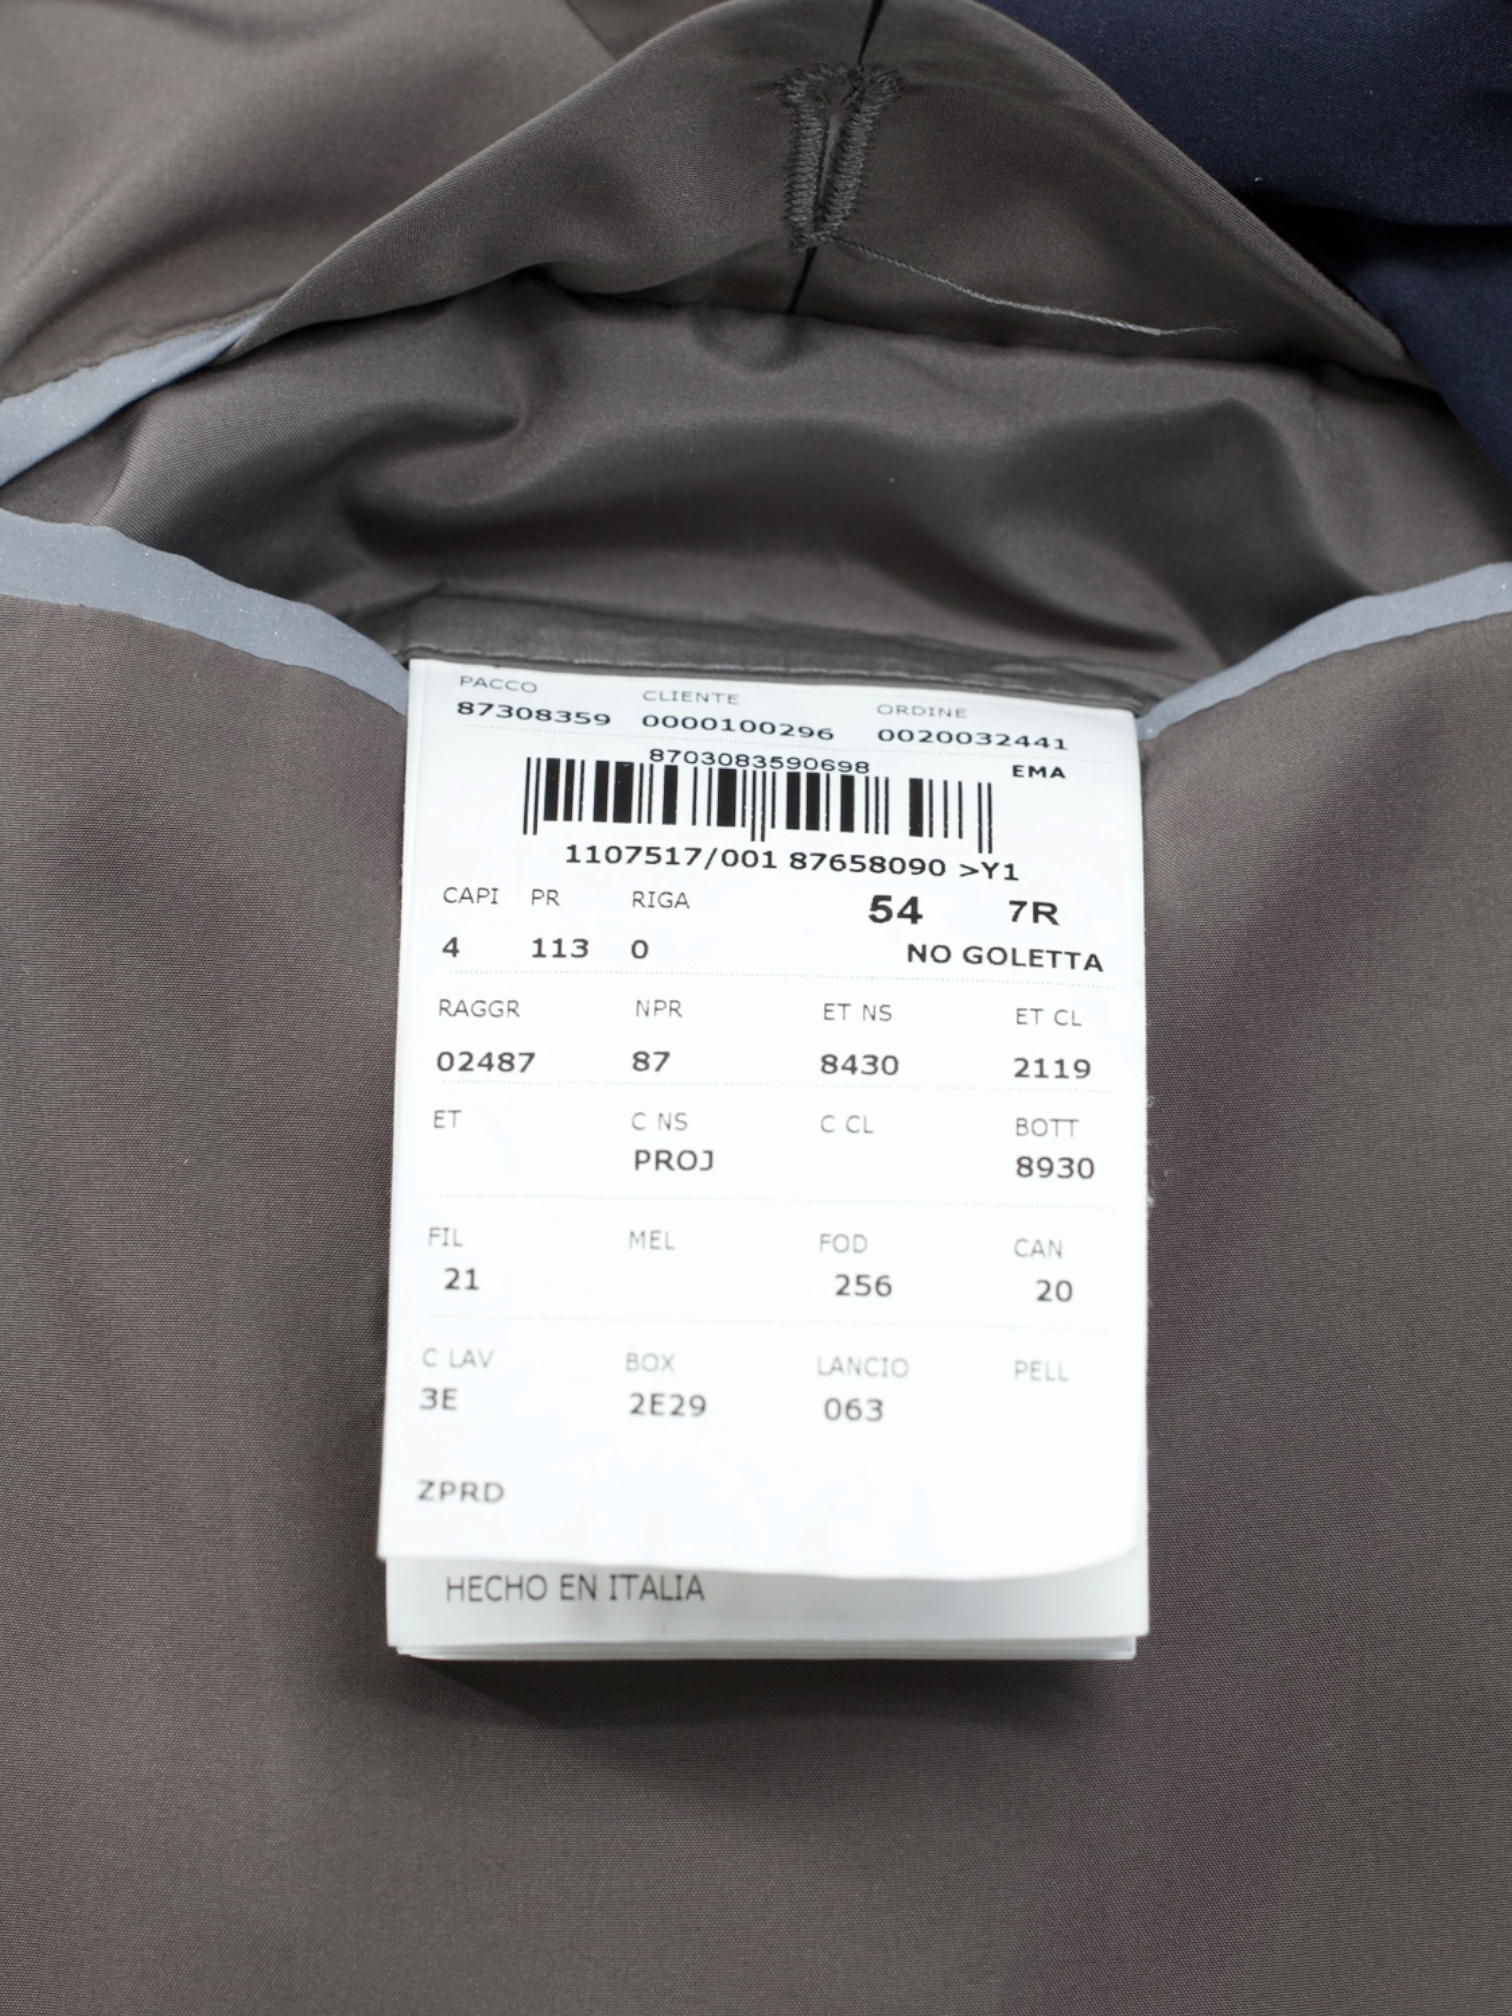 PACCO CLIENTE ORDINE
87308359 0000100296 0020032441
8703083590698 EMA
1107517/001 87658090 >Y1
CAPI PR RIGA 54 7R
4 113 0 NO GOLETTA
RAGGR NPR ET NS ET CL
02487 87 8430 2119
ET C NS C CL BOTT
PROJ 8930
FIL MEL FOD CAN
21 256 20
C LAV BOX LANCIO PELL
3E 2E29 063
ZPRD
HECHO EN ITALIA